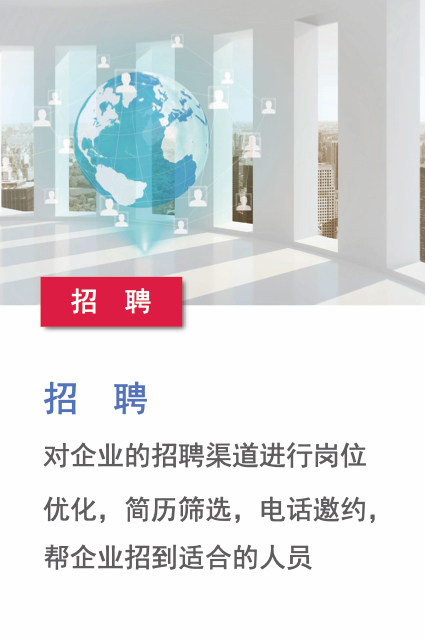 招 聘
招 聘
对企业的招聘渠道进行岗位
优化，简历筛选，电话邀约，
帮企业招到适合的人员